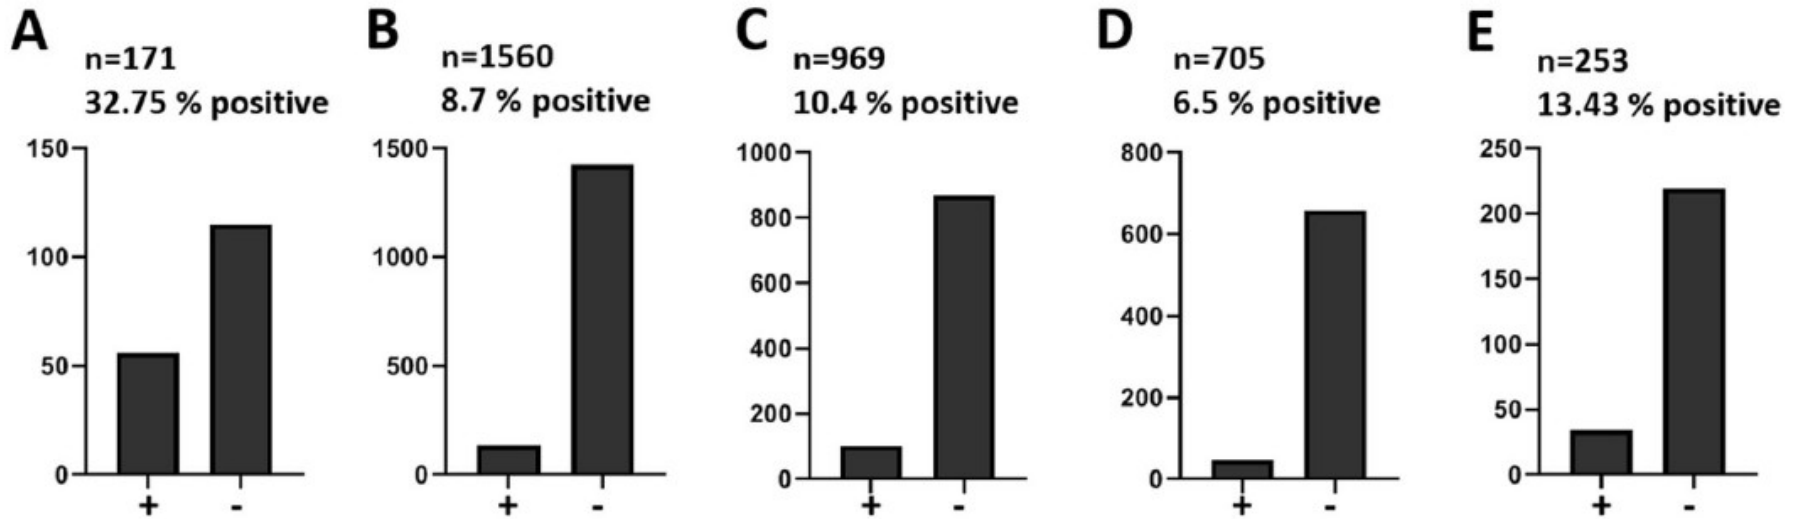 A
n=171
32.75 % positive
150
100
50
0
+
-
B
n=1560
8.7 % positive
1500
1000
500
0
+
-
C
n=969
10.4 % positive
1000
800
600
400
200
0
+
-
D
n=705
6.5 % positive
800
600
400
200
0
+
-
E
n=253
13.43 % positive
250
200
150
100
50
0
+
-